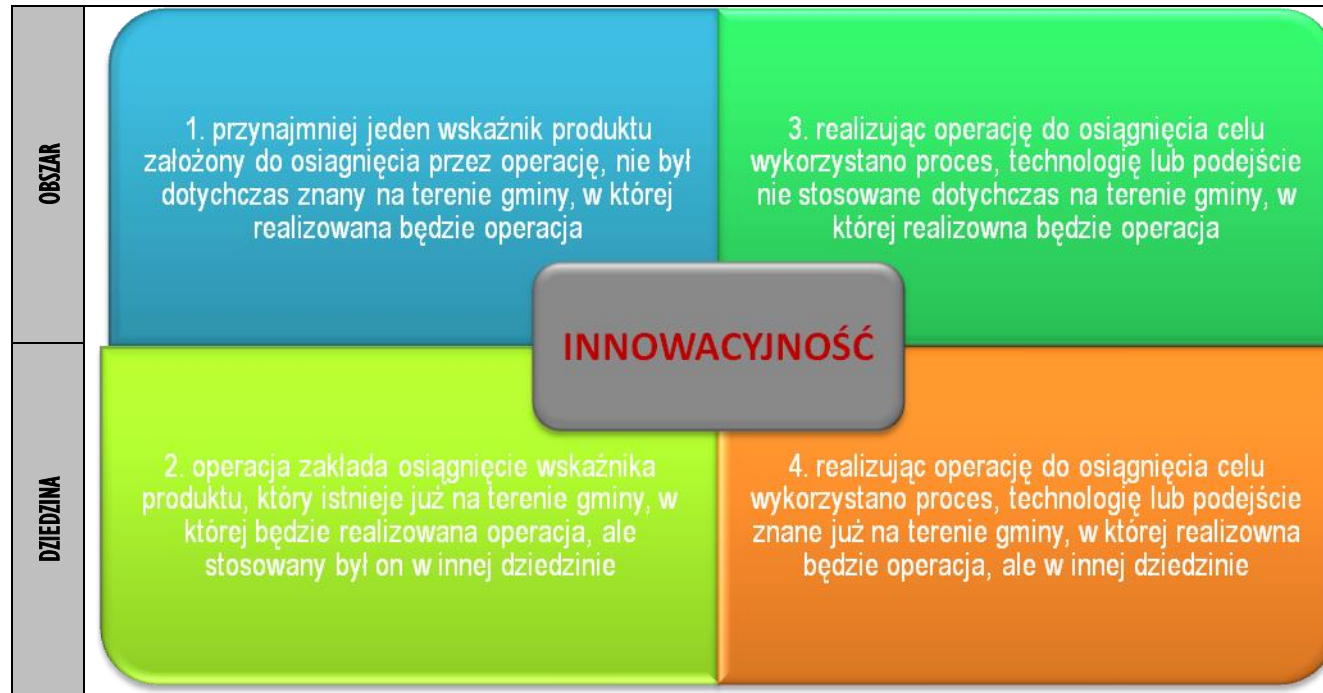 OBSZAR
1. przynajmniej jeden wskaźnik produktu
założony do osiagnięcia przez operację, nie był
dotychczas znany na terenie gminy, w której
realizowana będzie operacja
3. realizując operację do osiągnięcia celu
wykorzystano proces, technologię lub podejście
nie stosowane dotychczas na terenie gminy, w
której realizowna będzie operacja
INNOWACYJNOŚĆ
DZIEDZINA
2. operacja zakłada osiągnięcie wskaźnika
produktu, który istnieje już na terenie gminy, w
której będzie realizowana operacja, ale
stosowany był on w innej dziedzinie
4. realizując operację do osiągnięcia celu
wykorzystano proces, technologię lub podejście
znane już na terenie gminy, w której realizowna
będzie operacja, ale w innej dziedzinie